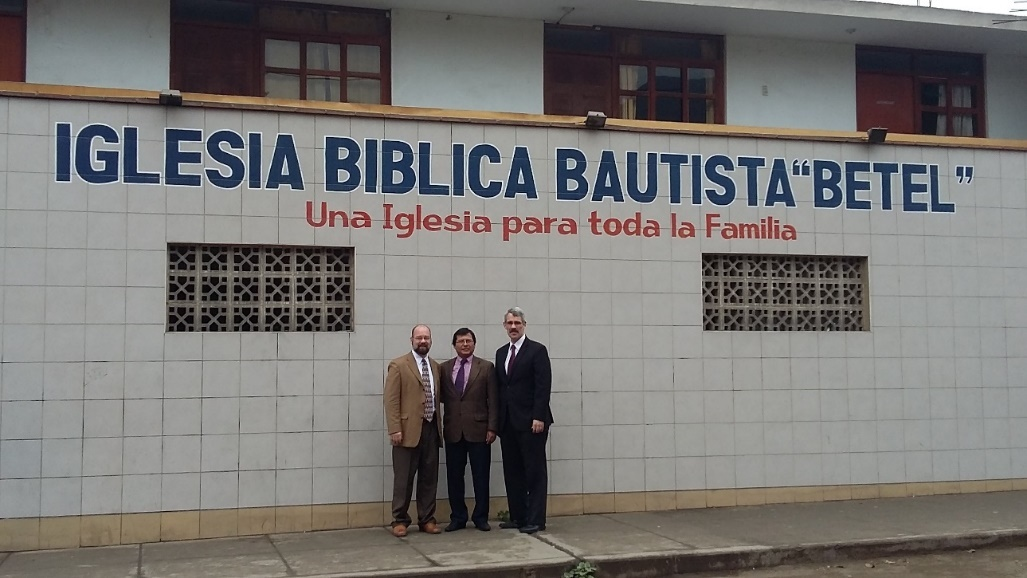 IGLESIA BIBLICA BAUTISTA “BETEL”
Una Iglesia para toda la Familia